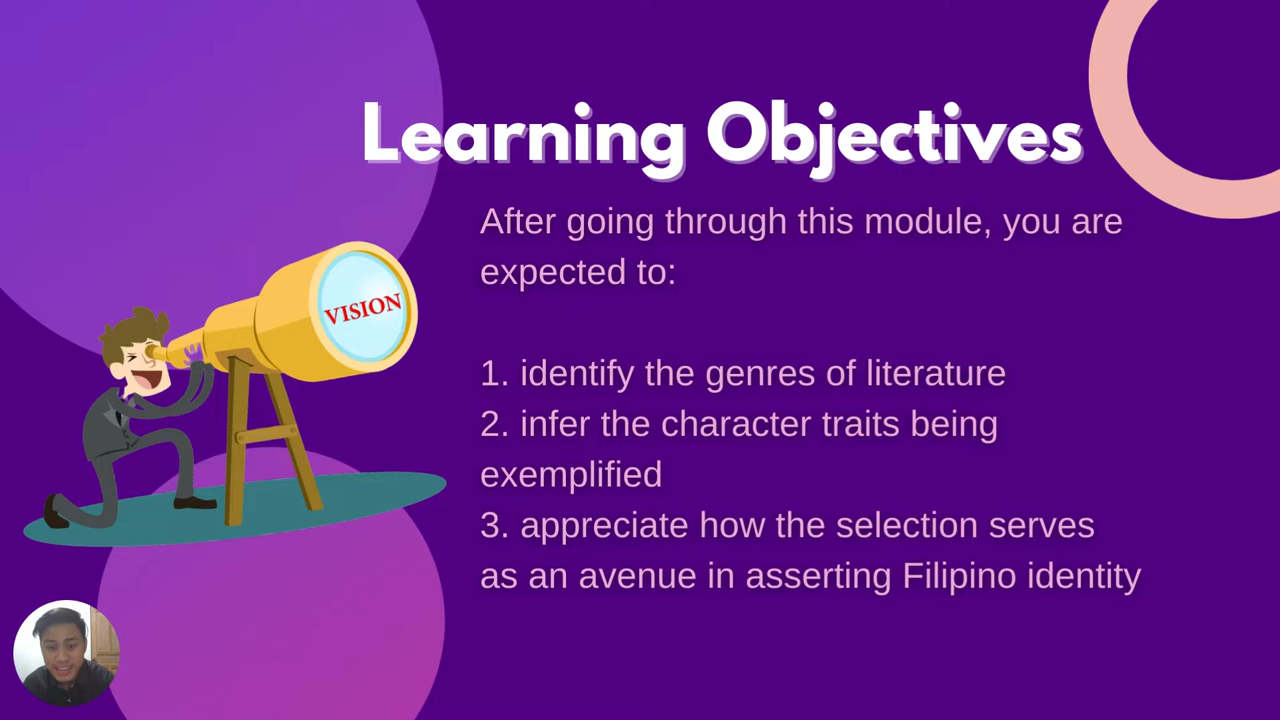 Learning Objectives
After going through this module, you are
expected to:
VISION
1. identify the genres of literature
2. infer the character traits being
exemplified
3. appreciate how the selection serves
as an avenue in asserting Filipino identity